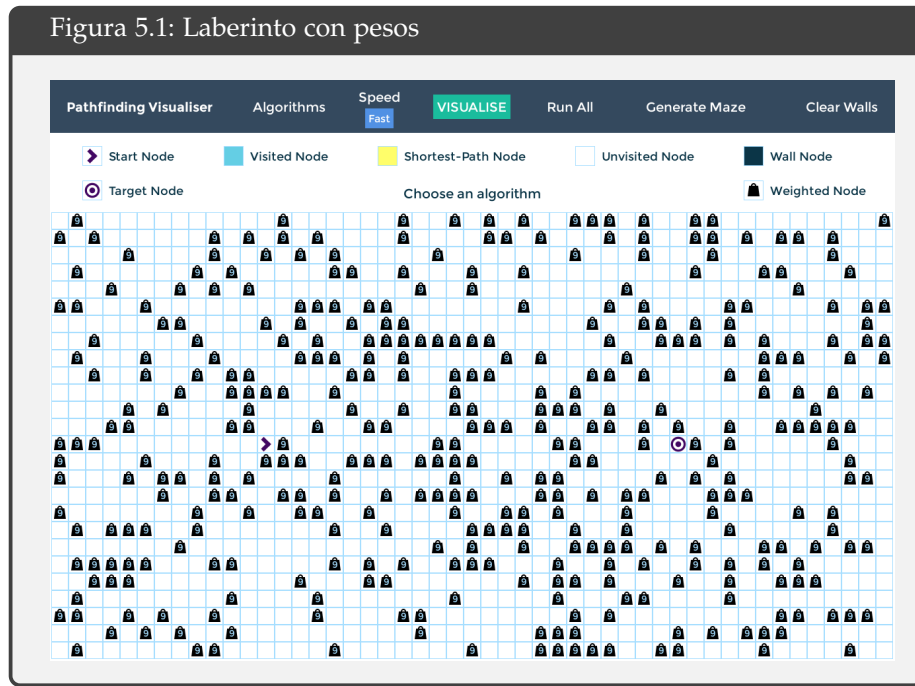 Figura 5.1: Laberinto con pesos
Pathfinding Visualiser Algorithms Speed Fast VISUALISE Run All Generate Maze Clear Walls
Start Node Visited Node Shortest-Path Node Unvisited Node Wall Node
Target Node Choose an algorithm Weighted Node